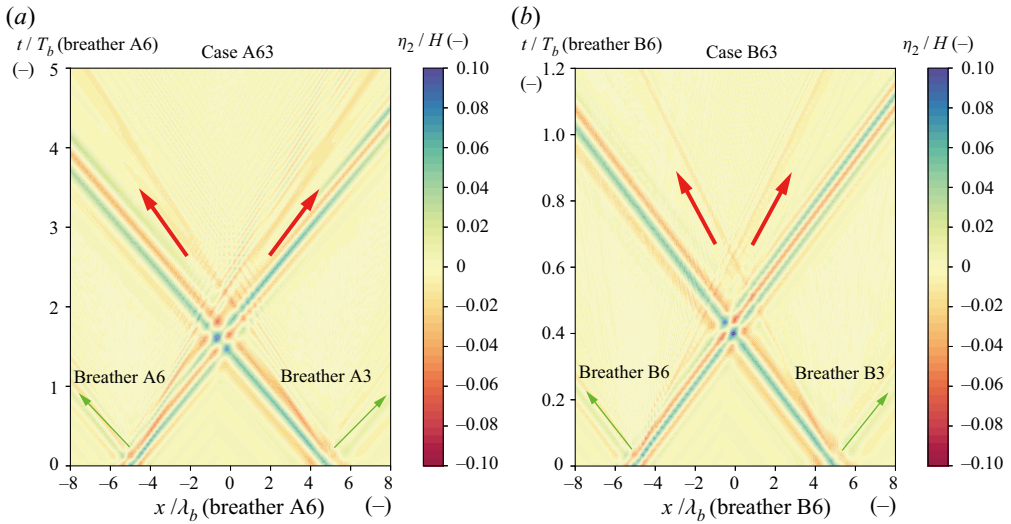 (a)
t / T_b (breather A6)
(–)
Case A63
η2 / H (–)
5
4
3
2
1
0
–8 –6 –4 –2 0 2 4 6 8
x / λb (breather A6) (–)
Breather A6
Breather A3
0.10
0.08
0.06
0.04
0.02
0
–0.02
–0.04
–0.06
–0.08
–0.10
(b)
t / Tb (breather B6)
(–)
Case B63
η2 / H (–)
1.2
1.0
0.8
0.6
0.4
0.2
0
–8 –6 –4 –2 0 2 4 6 8
x / λb (breather B6) (–)
Breather B6
Breather B3
0.10
0.08
0.06
0.04
0.02
0
–0.02
–0.04
–0.06
–0.08
–0.10